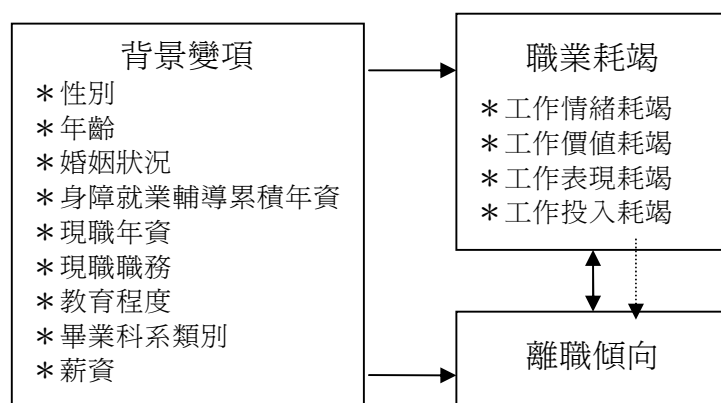 背景變項
＊性別
＊年齡
＊婚姻狀況
＊身障就業輔導累積年資
＊現職年資
＊現職職務
＊教育程度
＊畢業科系類別
＊薪資
職業耗竭
＊工作情緒耗竭
＊工作價值耗竭
＊工作表現耗竭
＊工作投入耗竭
離職傾向